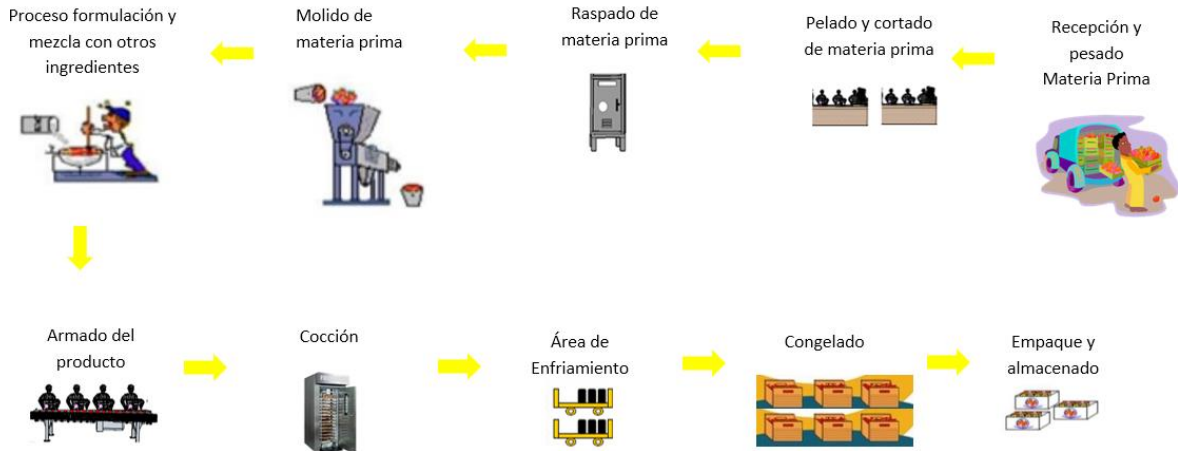 Proceso formulación y
mezcla con otros
ingredientes
Molido de
materia prima
Raspado de
materia prima
Pelado y cortado
de materia prima
Recepción y
pesado
Materia Prima
Armado del
producto
Cocción
Área de
Enfriamiento
Congelado
Empaque y
almacenado